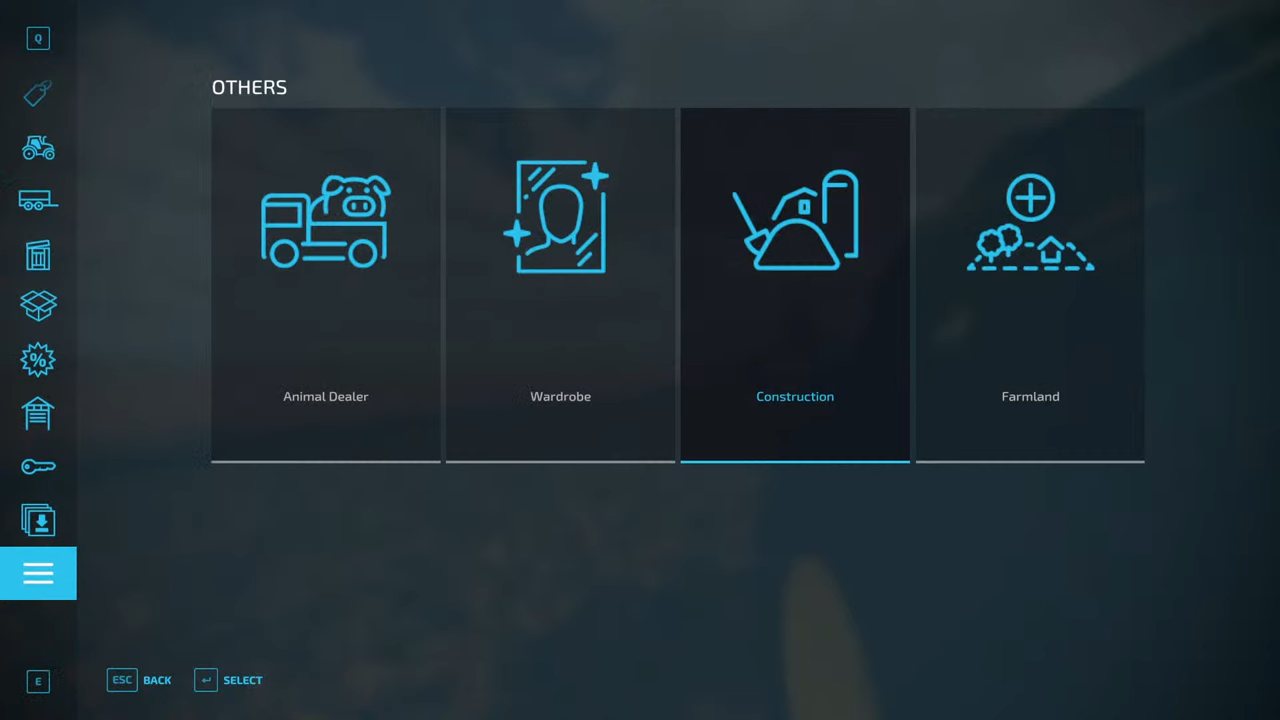 Q
OTHERS
%
Animal Dealer
Wardrobe
Construction
Farmland
E
ESC BACK ↵ SELECT